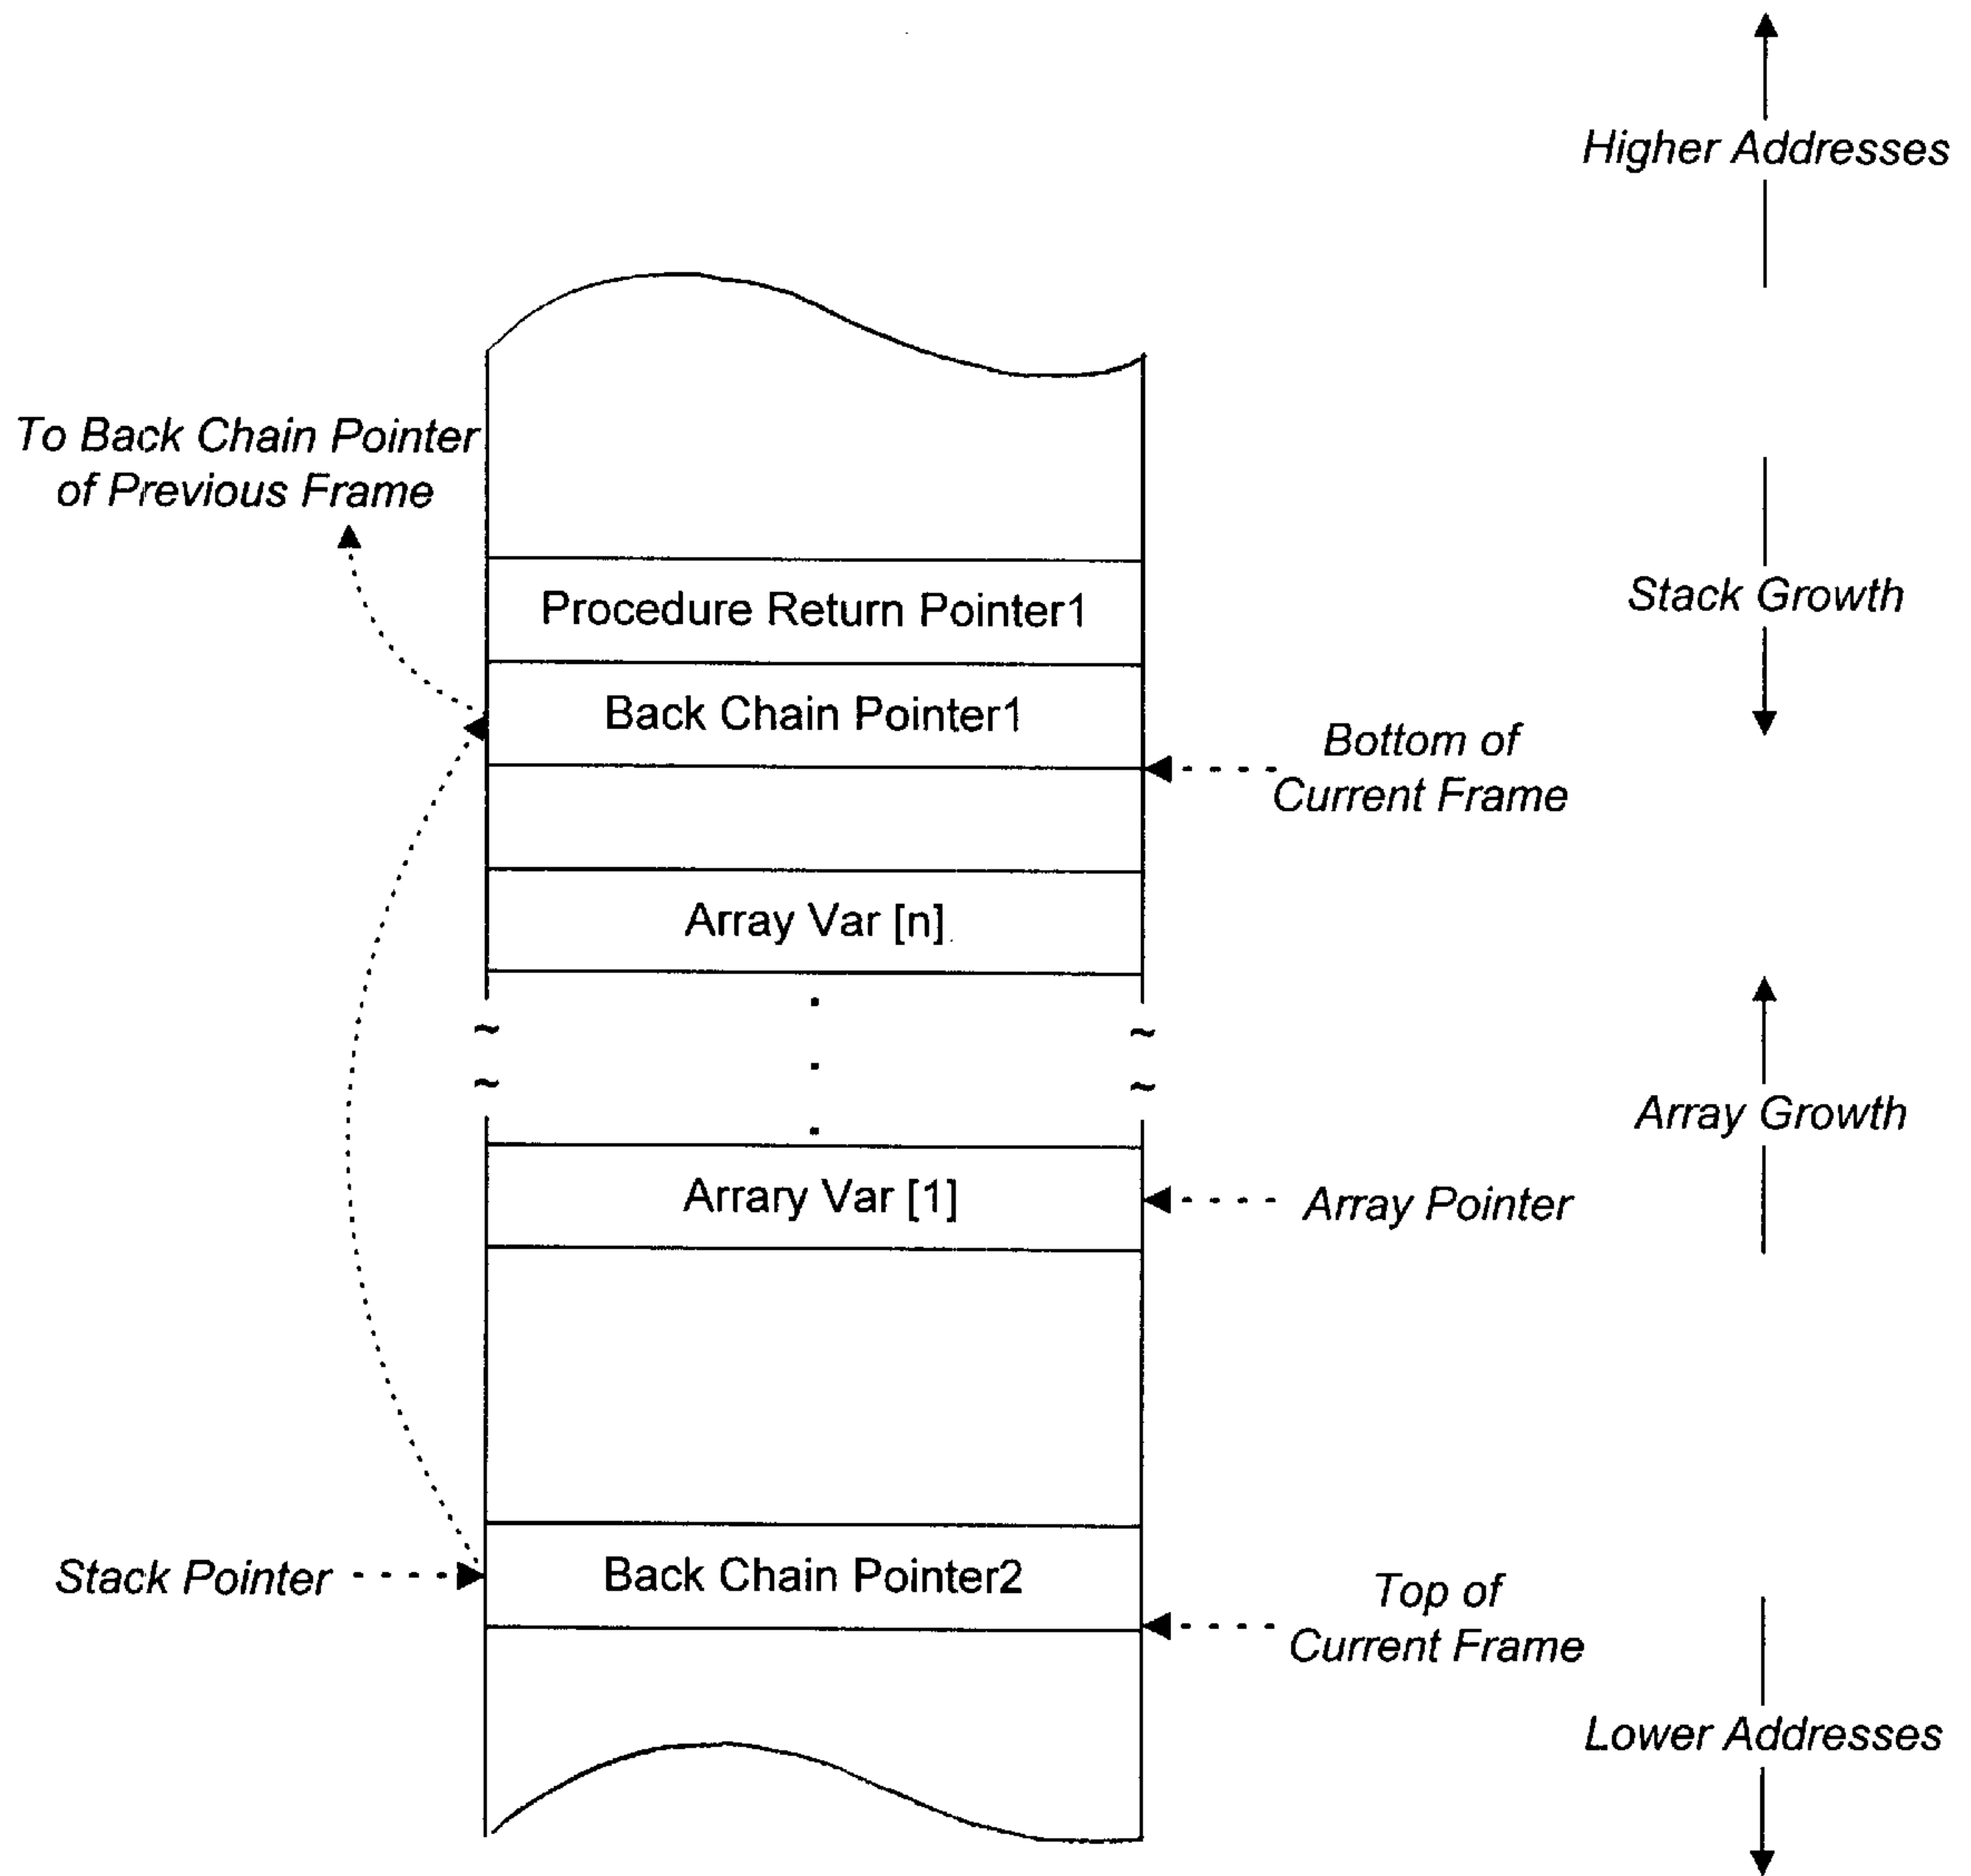 Higher Addresses
To Back Chain Pointer
of Previous Frame
Procedure Return Pointer1
Stack Growth
Back Chain Pointer1
Bottom of
Current Frame
Array Var [n]
~ ~
~ ~
Array Growth
Arrary Var [1]
Array Pointer
Stack Pointer
Back Chain Pointer2
Top of
Current Frame
Lower Addresses